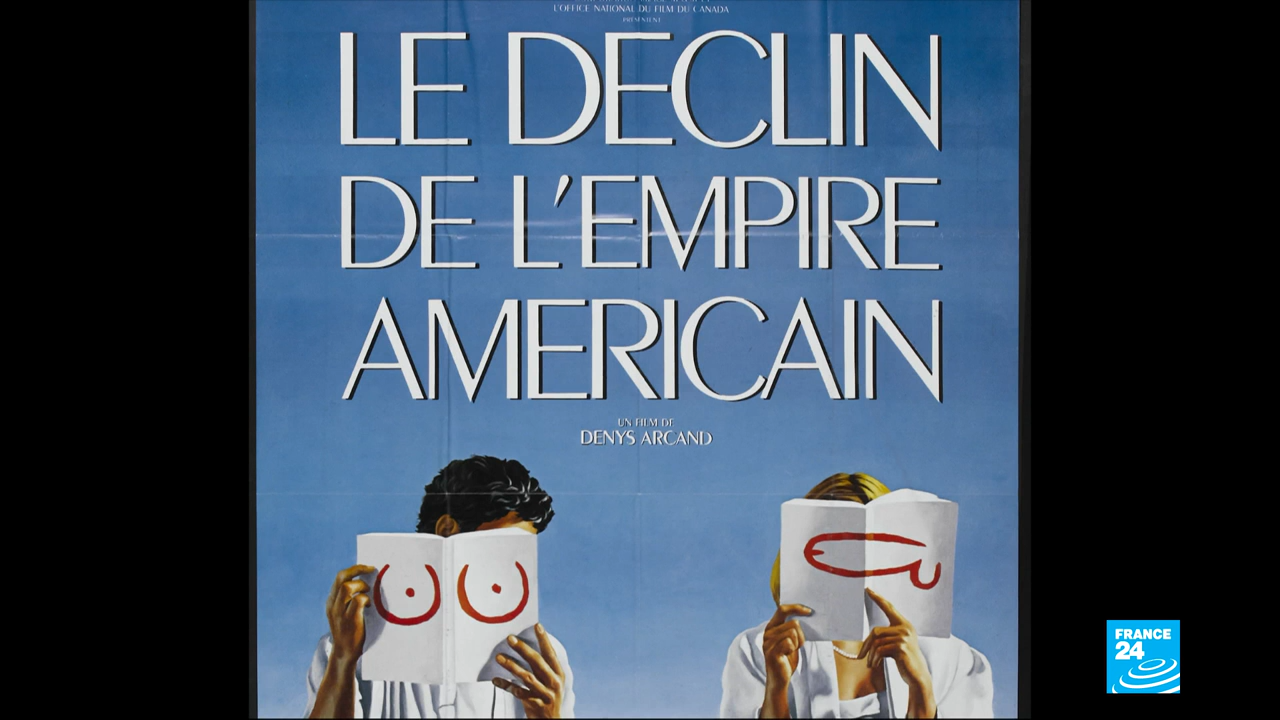 L'OFFICE NATIONAL DU FILM DU CANADA
PRÉSENTENT
LE DECLIN
DE L'EMPIRE
AMERICAIN
UN FILM DE
DENYS ARCAND
FRANCE
24